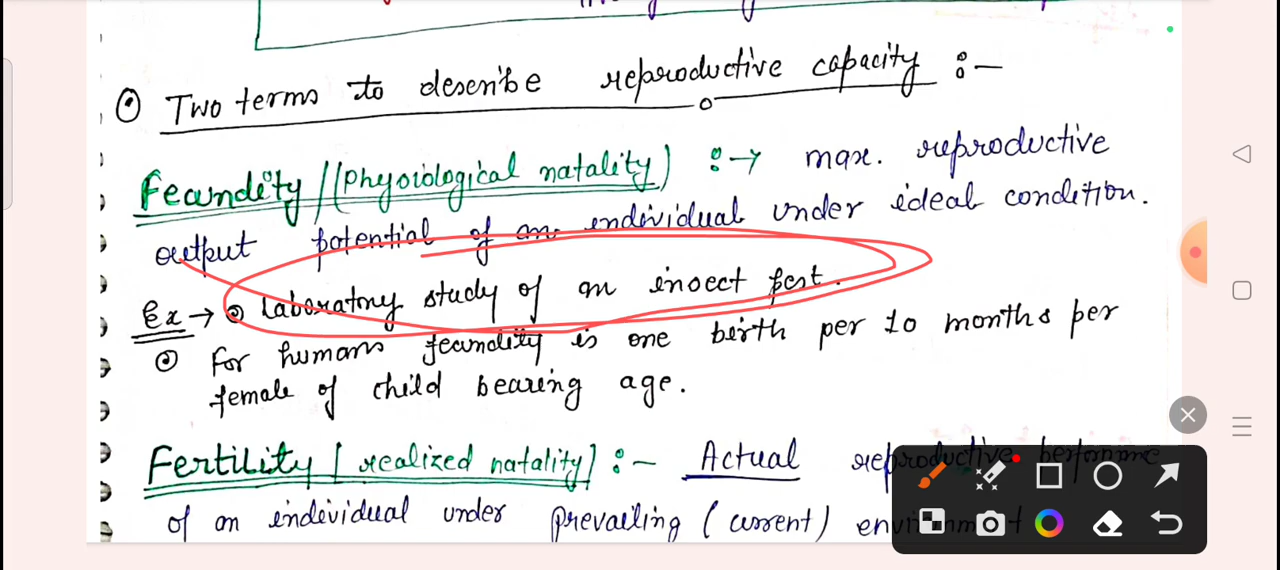 Two terms to describe reproductive capacity :-
Fecundity / (Physiological natality) :→ max. reproductive
output potential of an individual under ideal condition.
Ex → Laboratory study of an insect pest.
For humans fecundity is one birth per 10 months per
female of child bearing age.
Fertility / realized natality) :- Actual reproductive
of an individual under prevailing (current)